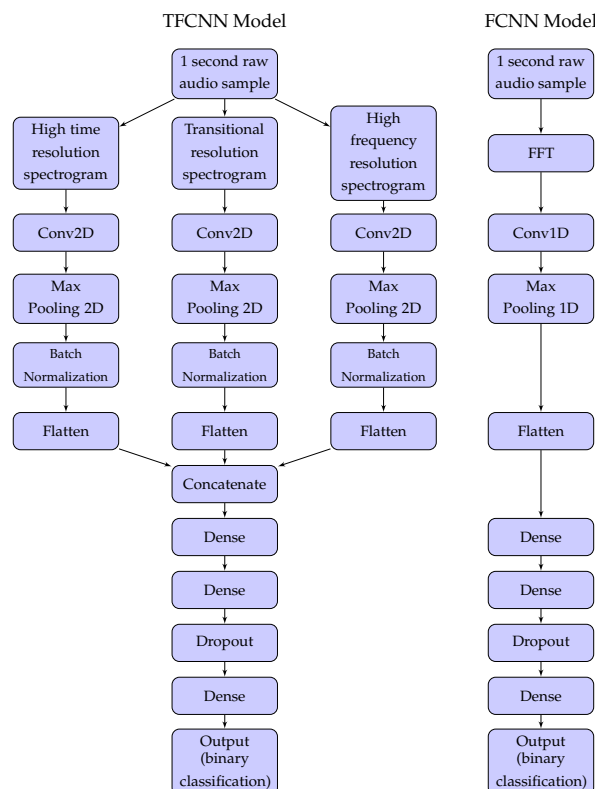 TFCNN Model
FCNN Model
1 second raw
audio sample
1 second raw
audio sample
High time
resolution
spectrogram
Transitional
resolution
spectrogram
High
frequency
resolution
spectrogram
FFT
Conv2D
Conv2D
Conv2D
Conv1D
Max
Pooling 2D
Max
Pooling 2D
Max
Pooling 2D
Max
Pooling 1D
Batch
Normalization
Batch
Normalization
Batch
Normalization
Flatten
Flatten
Flatten
Flatten
Concatenate
Dense
Dense
Dense
Dense
Dropout
Dropout
Dense
Dense
Output
(binary
classification)
Output
(binary
classification)